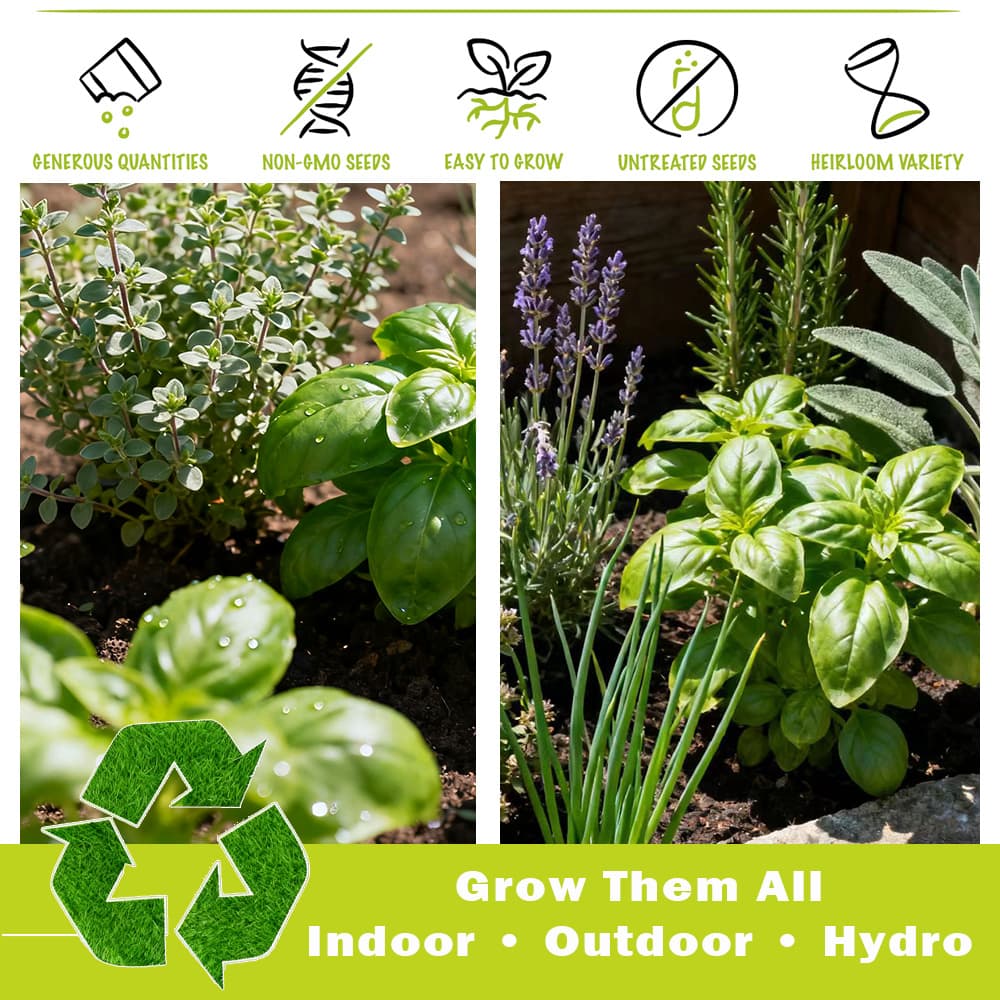 GENEROUS QUANTITIES
NON-GMO SEEDS
EASY TO GROW
UNTREATED SEEDS
HEIRLOOM VARIETY
Grow Them All
Indoor • Outdoor • Hydro